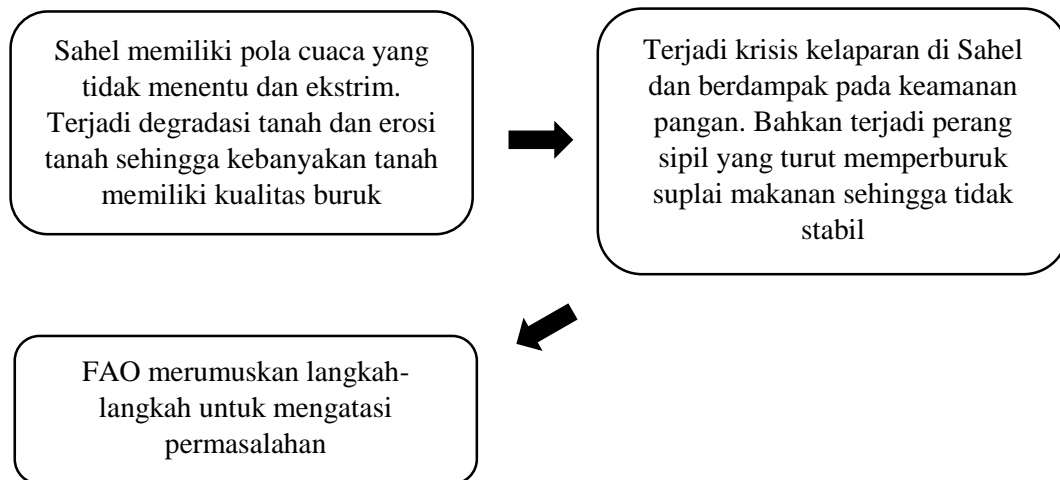 Sahel memiliki pola cuaca yang
tidak menentu dan ekstrim.
Terjadi degradasi tanah dan erosi
tanah sehingga kebanyakan tanah
memiliki kualitas buruk
Terjadi krisis kelaparan di Sahel
dan berdampak pada keamanan
pangan. Bahkan terjadi perang
sipil yang turut memperburuk
suplai makanan sehingga tidak
stabil
FAO merumuskan langkah-
langkah untuk mengatasi
permasalahan